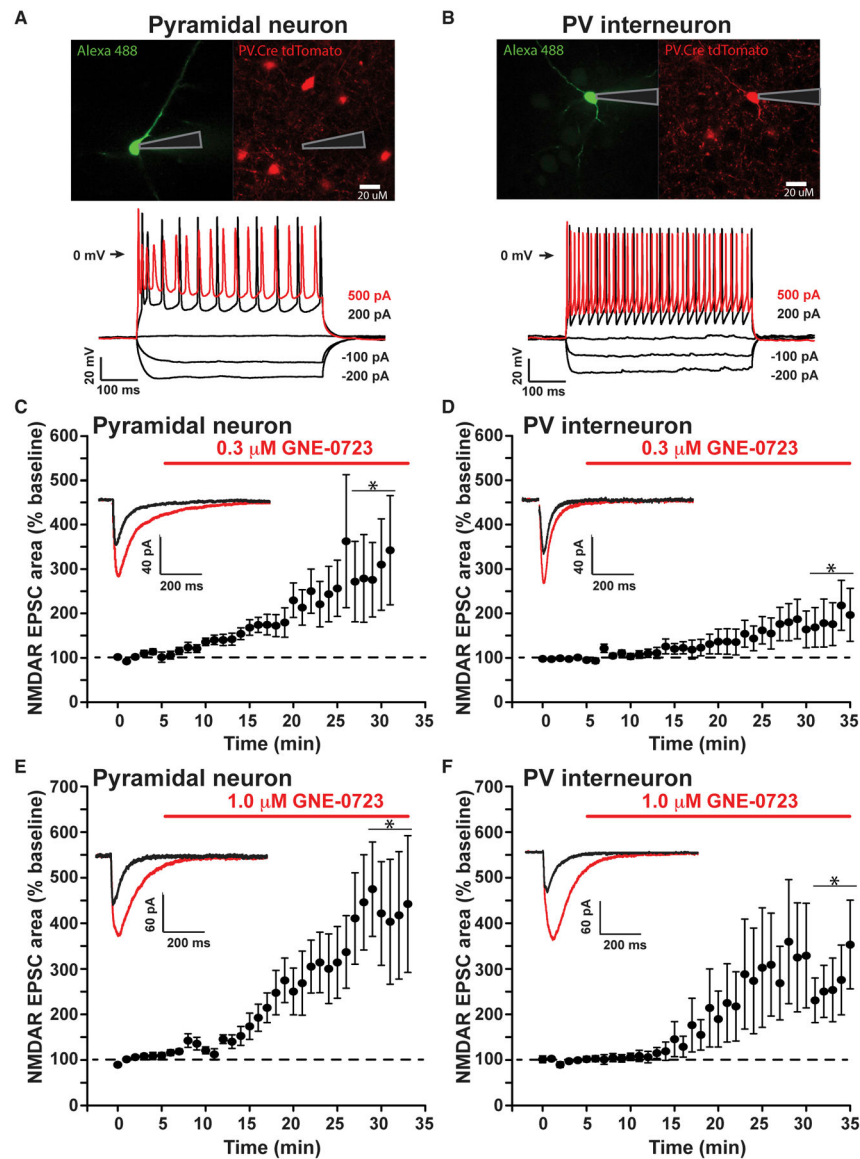 A Pyramidal neuron
Alexa 488
PV.Cre tdTomato
20 uM
0 mV
500 pA
200 pA
-100 pA
-200 pA
20 mV
100 ms
B PV interneuron
Alexa 488
PV.Cre tdTomato
20 uM
0 mV
500 pA
200 pA
-100 pA
-200 pA
20 mV
100 ms
C Pyramidal neuron
0.3 μM GNE-0723
NMDAR EPSC area (% baseline)
600
500
400
300
200
100
0
40 pA
200 ms
*
0 5 10 15 20 25 30 35
Time (min)
D PV interneuron
0.3 μM GNE-0723
NMDAR EPSC area (% baseline)
600
500
400
300
200
100
0
40 pA
200 ms
*
0 5 10 15 20 25 30 35
Time (min)
E Pyramidal neuron
1.0 μM GNE-0723
NMDAR EPSC area (% baseline)
700
600
500
400
300
200
100
0
60 pA
200 ms
*
0 5 10 15 20 25 30 35
Time (min)
F PV interneuron
1.0 μM GNE-0723
NMDAR EPSC area (% baseline)
700
600
500
400
300
200
100
0
60 pA
200 ms
*
0 5 10 15 20 25 30 35
Time (min)